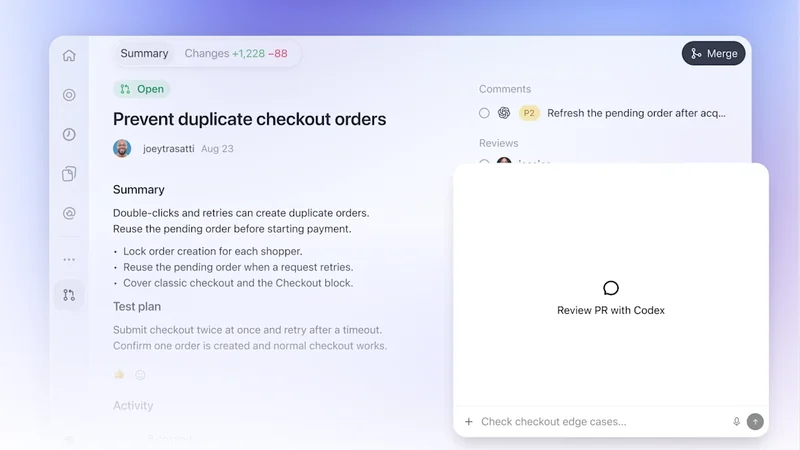 Summary Changes +1,228 −88
Merge
Open
Prevent duplicate checkout orders
joeytrasatti Aug 23
Summary
Double-clicks and retries can create duplicate orders.
Reuse the pending order before starting payment.
• Lock order creation for each shopper.
• Reuse the pending order when a request retries.
• Cover classic checkout and the Checkout block.
Test plan
Submit checkout twice at once and retry after a timeout.
Confirm one order is created and normal checkout works.
Activity
Comments
P2 Refresh the pending order after acq...
Reviews
Review PR with Codex
Check checkout edge cases...